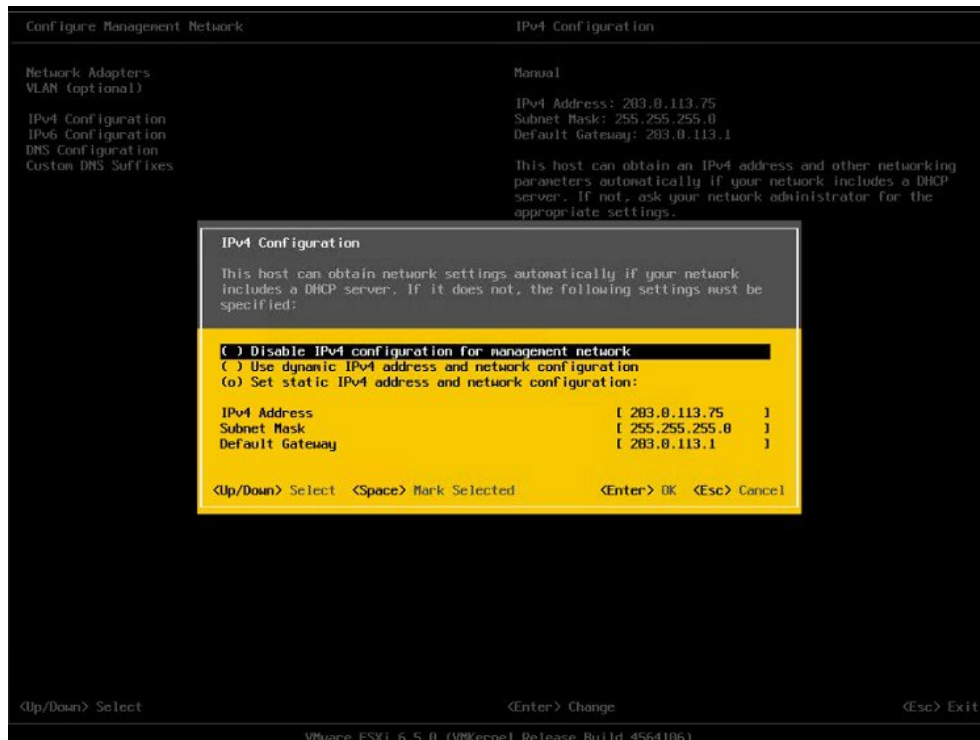 Configure Management Network
IPv4 Configuration
Network Adapters
VLAN (optional)
IPv4 Configuration
IPv6 Configuration
DNS Configuration
Custom DNS Suffixes
Manual
IPv4 Address: 203.0.113.75
Subnet Mask: 255.255.255.0
Default Gateway: 203.0.113.1
This host can obtain an IPv4 address and other networking
parameters automatically if your network includes a DHCP
server. If not, ask your network administrator for the
appropriate settings.
IPv4 Configuration
This host can obtain network settings automatically if your network
includes a DHCP server. If it does not, the following settings must be
specified:
( ) Disable IPv4 configuration for management network
( ) Use dynamic IPv4 address and network configuration
(o) Set static IPv4 address and network configuration:
IPv4 Address [ 203.0.113.75 ]
Subnet Mask [ 255.255.255.0 ]
Default Gateway [ 203.0.113.1 ]
<Up/Down> Select <Space> Mark Selected <Enter> OK <Esc> Cancel
<Up/Down> Select <Enter> Change <Esc> Exit
VMware ESXi 6.5.0 (VMKernel Release Build 4564106)